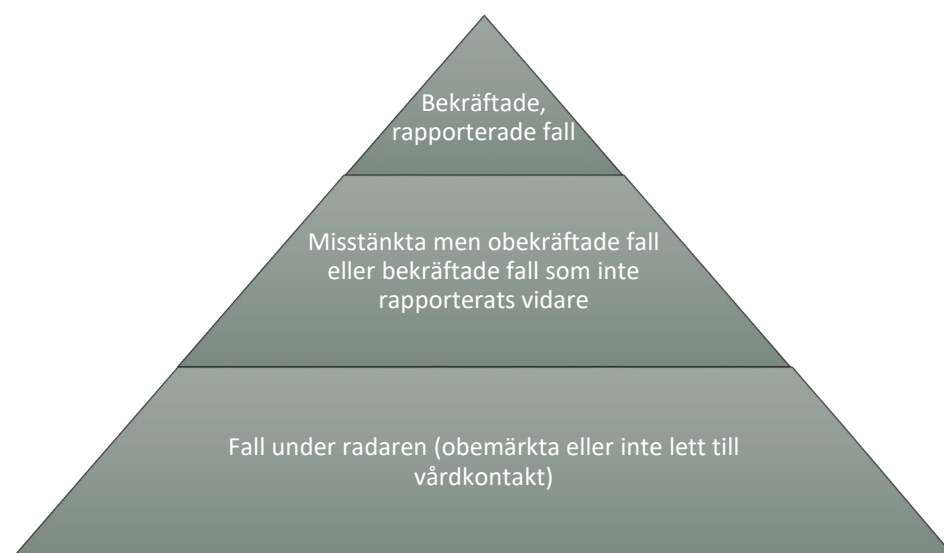 Bekräftade,
rapporterade fall
Misstänkta men obekräftade fall
eller bekräftade fall som inte
rapporterats vidare
Fall under radaren (obemärkta eller inte lett till
vårdkontakt)